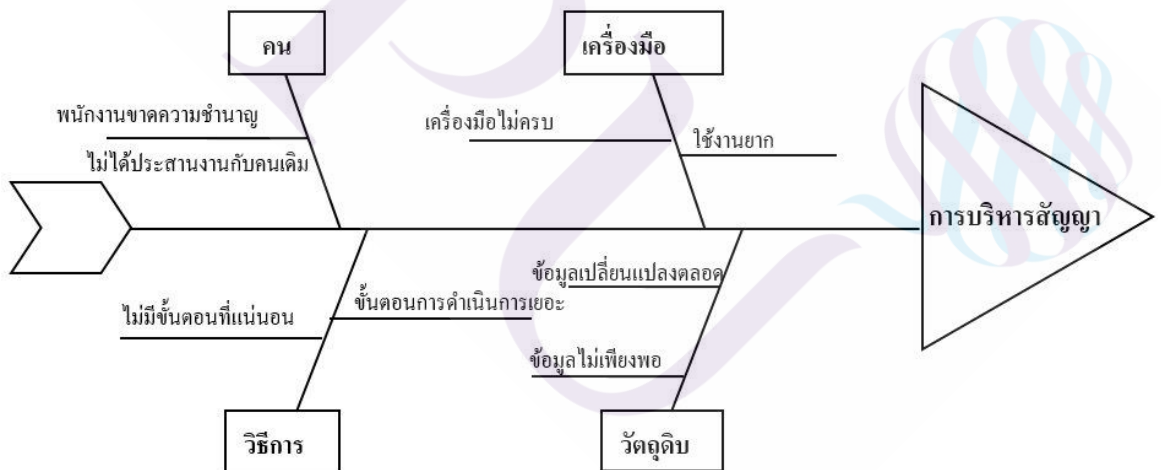 คน
เครื่องมือ
พนักงานขาดความชำนาญ
เครื่องมือไม่ครบ
ใช้งานยาก
ไม่ได้ประสานงานกับคนเดิม
การบริหารสัญญา
ข้อมูลเปลี่ยนแปลงตลอด
ไม่มีขั้นตอนที่แน่นอน
ขั้นตอนการดำเนินการเยอะ
ข้อมูลไม่เพียงพอ
วิธีการ
วัตถุดิบ